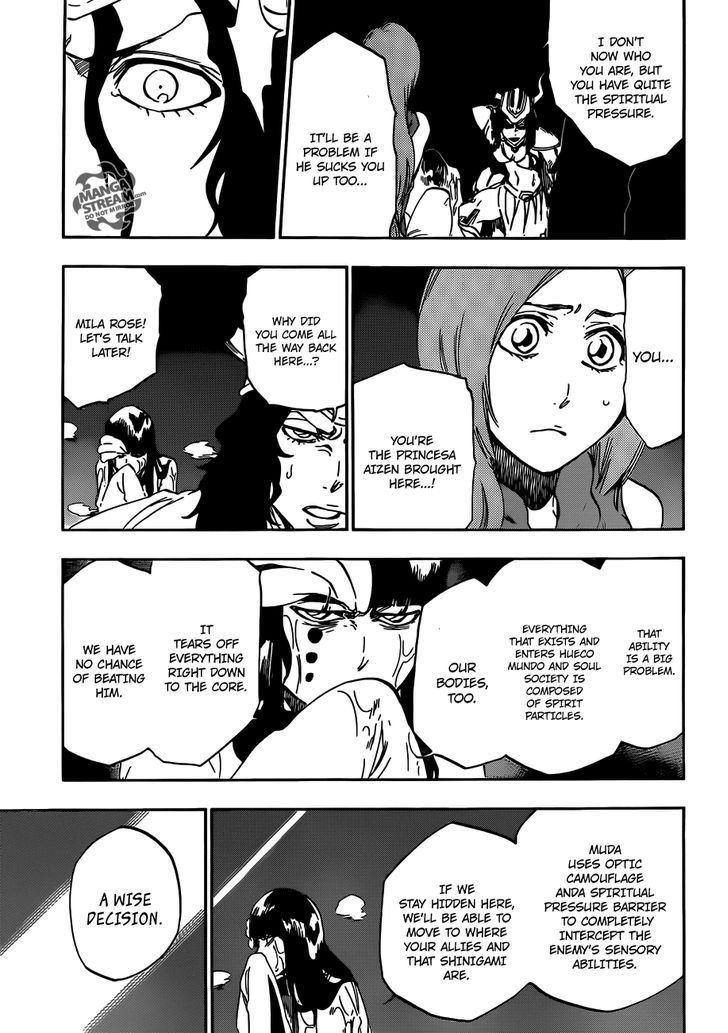 I DON'T
NOW WHO
YOU ARE, BUT
YOU HAVE QUITE
THE SPIRITUAL
PRESSURE.
IT'LL BE A
PROBLEM IF
HE SUCKS YOU
UP TOO...
MANGA
STREAM.com
DO NOT MIRROR
YOU...
YOU'RE
THE PRINCESA
AIZEN BROUGHT
HERE...!
WHY DID
YOU COME ALL
THE WAY BACK
HERE...?
MILA ROSE!
LET'S TALK
LATER!
THAT
ABILITY
IS A BIG
PROBLEM.
EVERYTHING
THAT EXISTS AND
ENTERS HUECO
MUNDO AND SOUL
SOCIETY IS
COMPOSED
OF SPIRIT
PARTICLES.
OUR
BODIES,
TOO.
IT
TEARS OFF
EVERYTHING
RIGHT DOWN
TO THE CORE.
WE HAVE
NO CHANCE
OF BEATING
HIM.
MUDA
USES OPTIC
CAMOUFLAGE
ANDA SPIRITUAL
PRESSURE BARRIER
TO COMPLETELY
INTERCEPT THE
ENEMY'S SENSORY
ABILITIES.
IF WE
STAY HIDDEN HERE,
WE'LL BE ABLE TO
MOVE TO WHERE
YOUR ALLIES AND
THAT SHINIGAMI
ARE.
A WISE
DECISION.